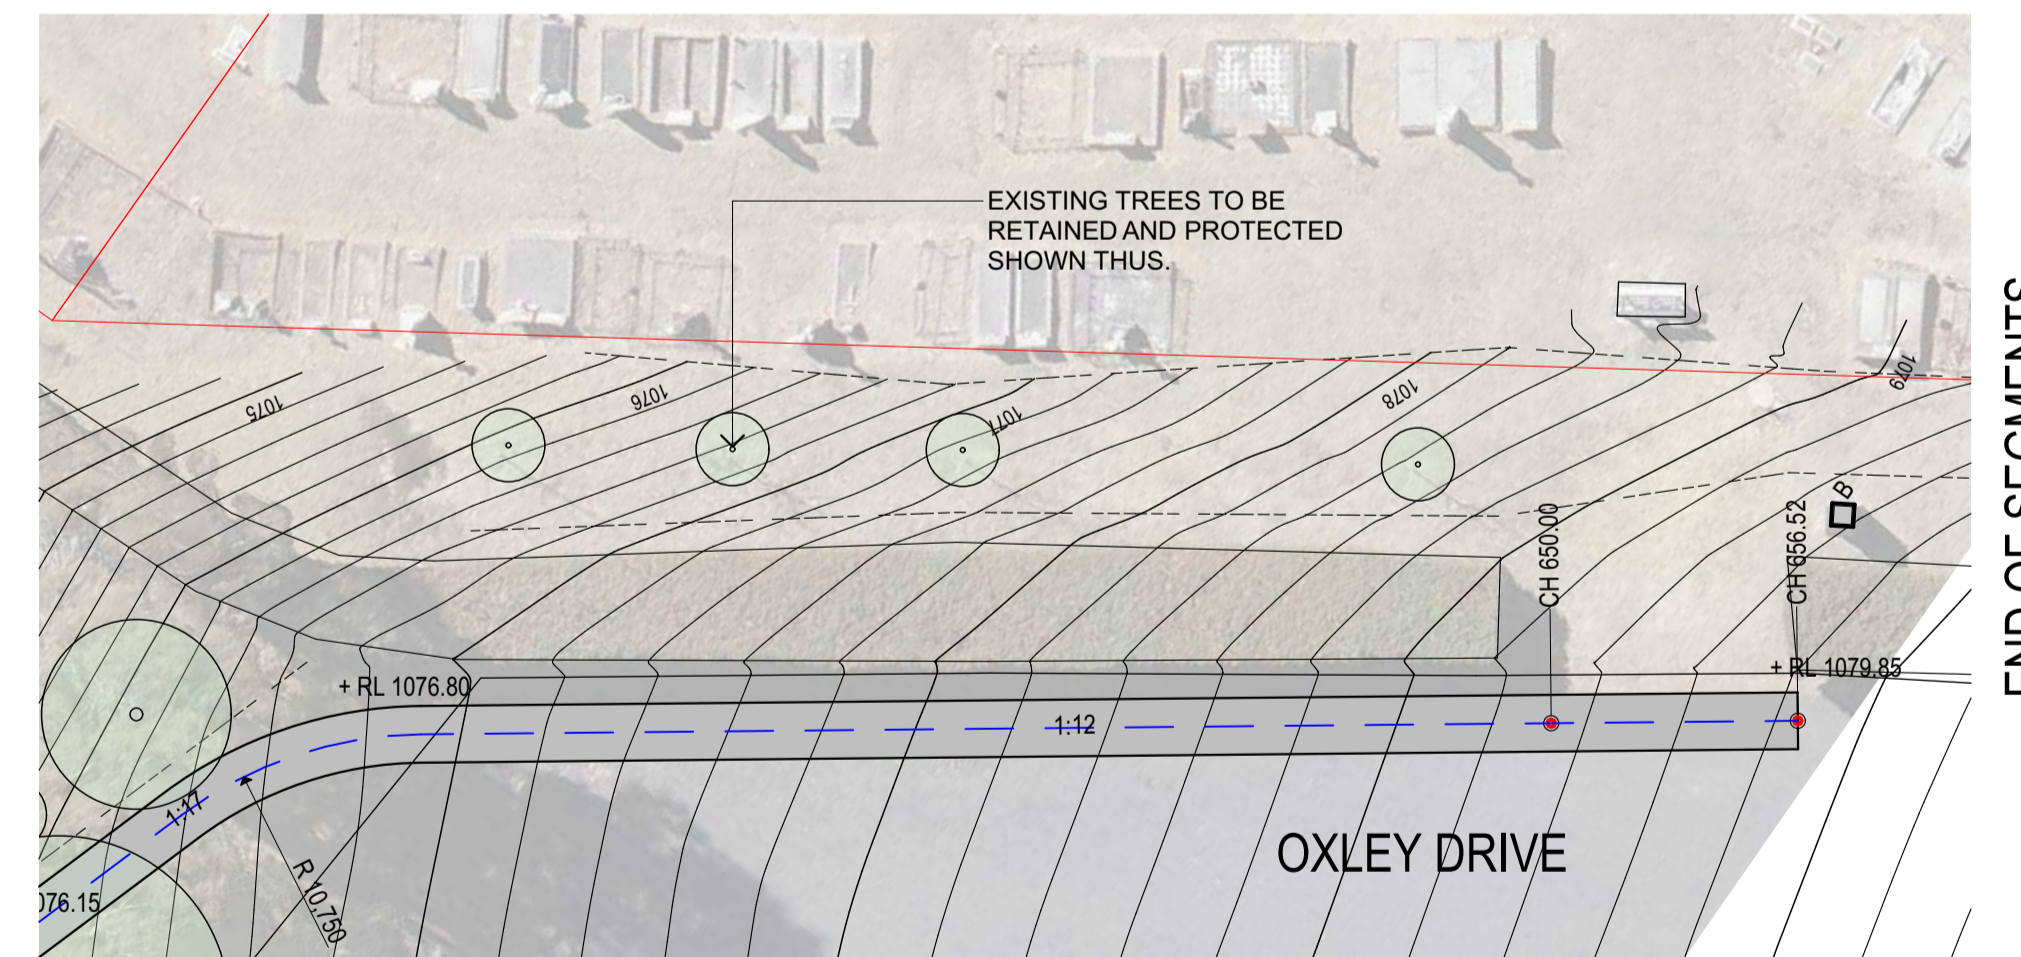 EXISTING TREES TO BE
RETAINED AND PROTECTED
SHOWN THUS.
1075
1076
1077
1078
1079
B
CH 650.00
CH 656.52
+ RL 1076.80
+ RL 1079.85
1:12
1:17
R 10,750
076.15
OXLEY DRIVE
END OF SEGMENTS